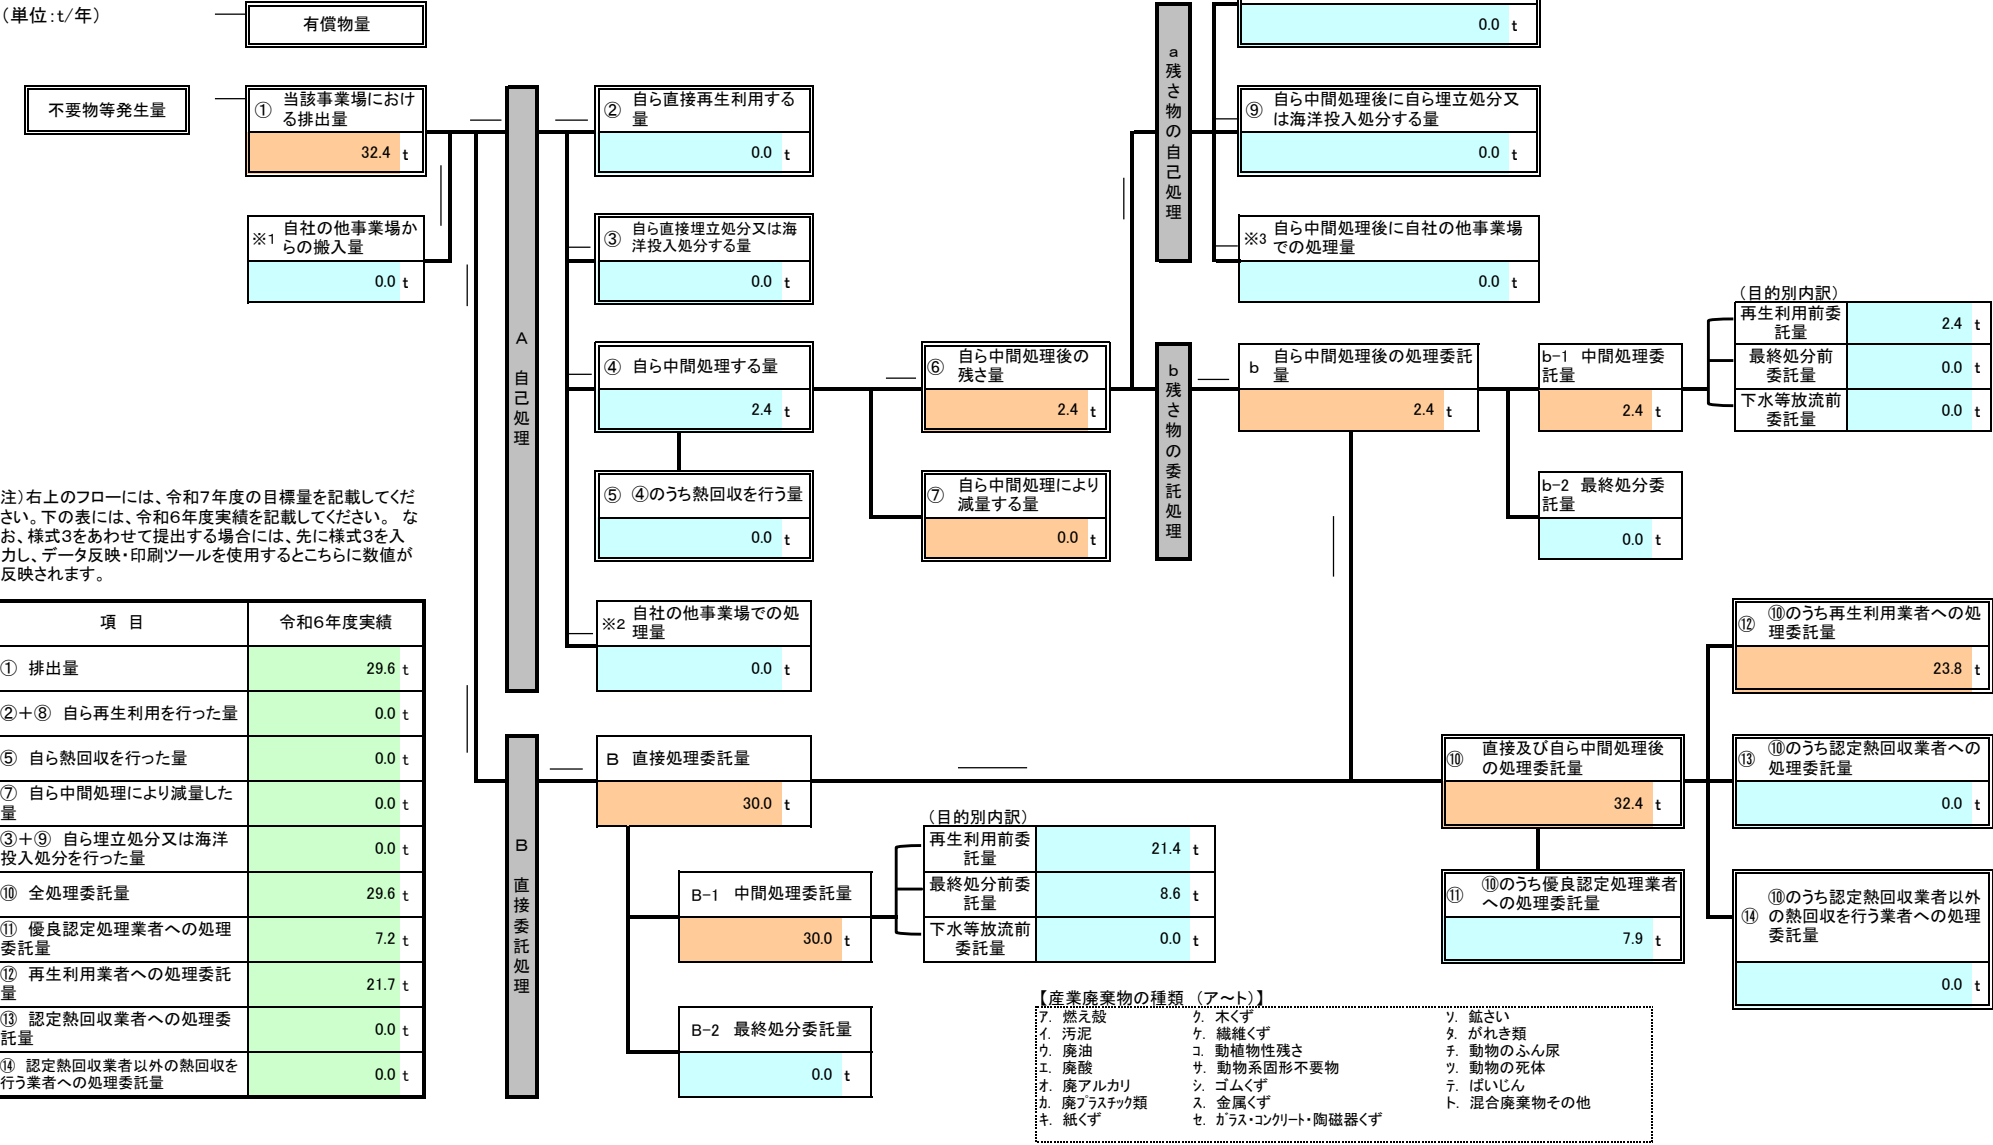 （単位：t/年）
有償物量
不要物等発生量
① 当該事業場におけ
る排出量
32.4 t
※1 自社の他事業場か
らの搬入量
0.0 t
A 自己処理
② 自ら直接再生利用する
量
0.0 t
③ 自ら直接埋立処分又は海
洋投入処分する量
0.0 t
④ 自ら中間処理する量
2.4 t
⑤ ④のうち熱回収を行う量
0.0 t
※2 自社の他事業場での処
理量
0.0 t
⑥ 自ら中間処理後の
残さ量
2.4 t
⑦ 自ら中間処理により
減量する量
0.0 t
a 残さ物の自己処理
0.0 t
⑨ 自ら中間処理後に自ら埋立処分又
は海洋投入処分する量
0.0 t
※3 自ら中間処理後に自社の他事業場
での処理量
0.0 t
b 残さ物の委託処理
b 自ら中間処理後の処理委託
量
2.4 t
b-1 中間処理委
託量
2.4 t
b-2 最終処分委
託量
0.0 t
（目的別内訳）
再生利用前委
託量
2.4 t
最終処分前
委託量
0.0 t
下水等放流前
委託量
0.0 t
注）右上のフローには、令和７年度の目標量を記載してくだ
さい。下の表には、令和６年度実績を記載してください。 な
お、様式３をあわせて提出する場合には、先に様式３を入
力し、データ反映・印刷ツールを使用するとこちらに数値が
反映されます。
項 目 令和６年度実績
① 排出量 29.6 t
②＋⑧ 自ら再生利用を行った量 0.0 t
⑤ 自ら熱回収を行った量 0.0 t
⑦ 自ら中間処理により減量した
量 0.0 t
③＋⑨ 自ら埋立処分又は海洋
投入処分を行った量 0.0 t
⑩ 全処理委託量 29.6 t
⑪ 優良認定処理業者への処理
委託量 7.2 t
⑫ 再生利用業者への処理委託
量 21.7 t
⑬ 認定熱回収業者への処理委
託量 0.0 t
⑭ 認定熱回収業者以外の熱回収を
行う業者への処理委託量 0.0 t
B 直接委託処理
B 直接処理委託量
30.0 t
B-1 中間処理委託量
30.0 t
B-2 最終処分委託量
0.0 t
（目的別内訳）
再生利用前委
託量
21.4 t
最終処分前委
託量
8.6 t
下水等放流前
委託量
0.0 t
⑩ 直接及び自ら中間処理後
の処理委託量
32.4 t
⑪ ⑩のうち優良認定処理業者
への処理委託量
7.9 t
⑫ ⑩のうち再生利用業者への処
理委託量
23.8 t
⑬ ⑩のうち認定熱回収業者への
処理委託量
0.0 t
⑭ ⑩のうち認定熱回収業者以外
の熱回収を行う業者への処理
委託量
0.0 t
【産業廃棄物の種類 （ア～ト）】
ア. 燃え殻 ク. 木くず ソ. 鉱さい
イ. 汚泥 ケ. 繊維くず タ. がれき類
ウ. 廃油 コ. 動植物性残さ チ. 動物のふん尿
エ. 廃酸 サ. 動物系固形不要物 ツ. 動物の死体
オ. 廃アルカリ シ. ゴムくず テ. ばいじん
カ. 廃プラスチック類 ス. 金属くず ト. 混合廃棄物その他
キ. 紙くず セ. ガラス・コンクリート・陶磁器くず